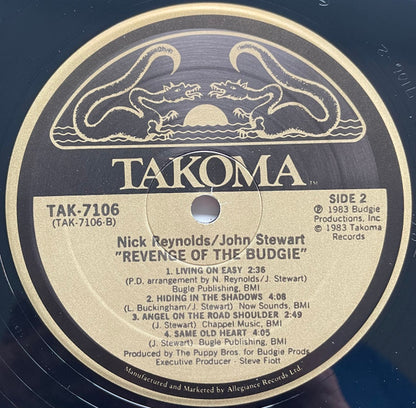 TAKOMA™
TAK-7106
(TAK-7106-B)
SIDE 2
℗ 1983 Budgie
Productions, Inc.
© 1983 Takoma
Records
Nick Reynolds/John Stewart
"REVENGE OF THE BUDGIE"
1. LIVING ON EASY 2:36
(P.D. arrangement by N. Reynolds/J. Stewart)
Bugle Publishing, BMI
2. HIDING IN THE SHADOWS 4:08
(L. Buckingham/J. Stewart) Now Sounds, BMI
3. ANGEL ON THE ROAD SHOULDER 2:49
(J. Stewart) Chappel Music, BMI
4. SAME OLD HEART 4:05
(J. Stewart) Bugle Publishing, BMI
Produced by The Puppy Bros. for Budgie Prods.
Executive Producer - Steve Fiott
Manufactured and Marketed by Allegiance Records Ltd.